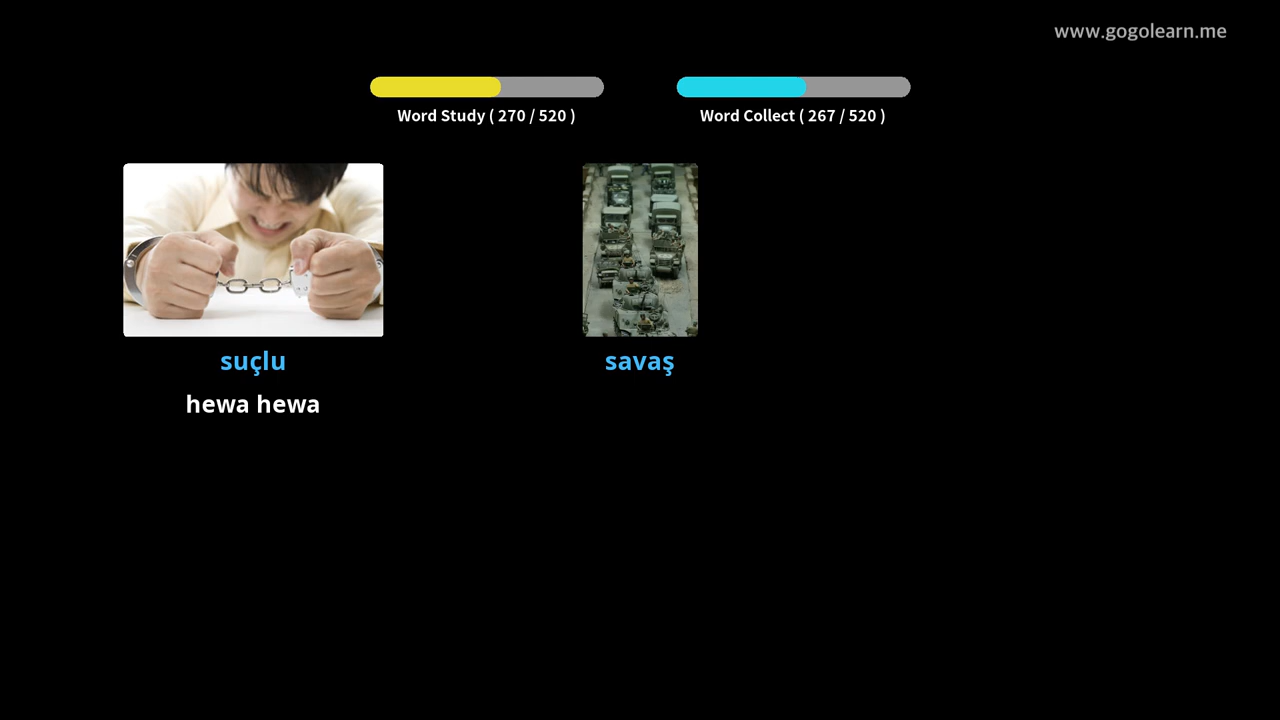 www.gogolearn.me
Word Study ( 270 / 520 )
Word Collect ( 267 / 520 )
suçlu
savaş
hewa hewa